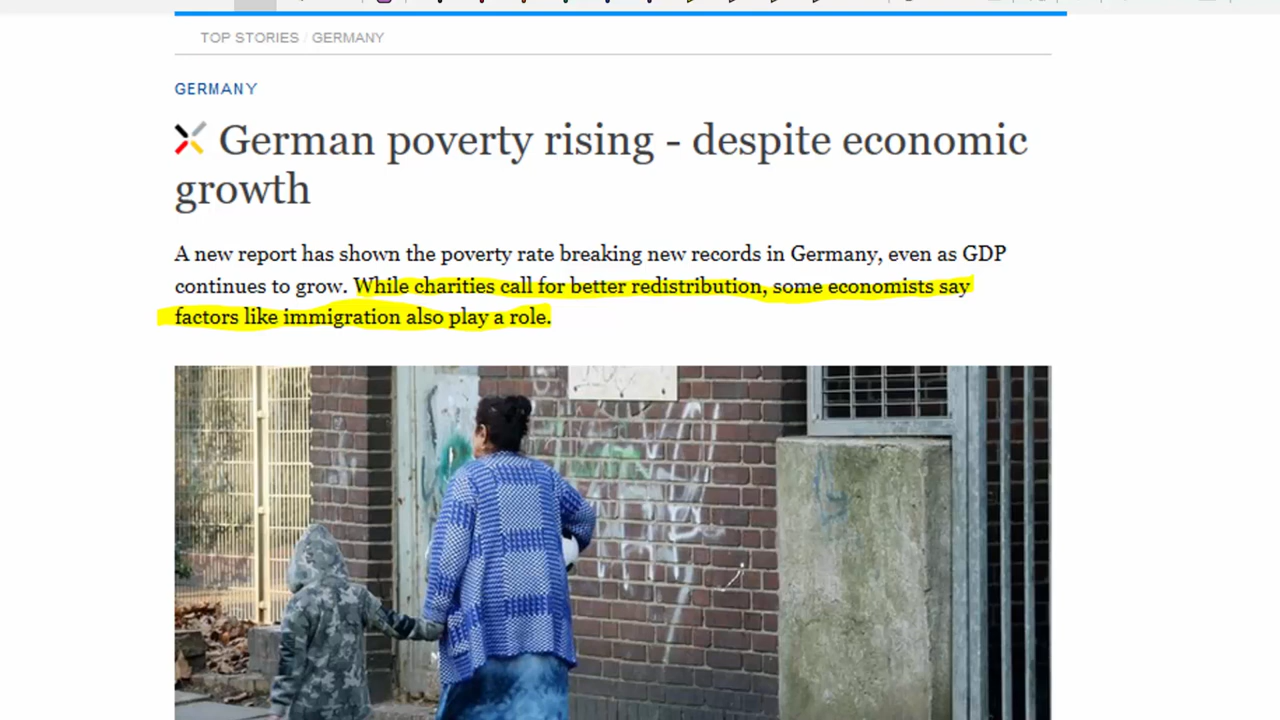 TOP STORIES / GERMANY
GERMANY
German poverty rising - despite economic
growth
A new report has shown the poverty rate breaking new records in Germany, even as GDP
continues to grow. While charities call for better redistribution, some economists say
factors like immigration also play a role.